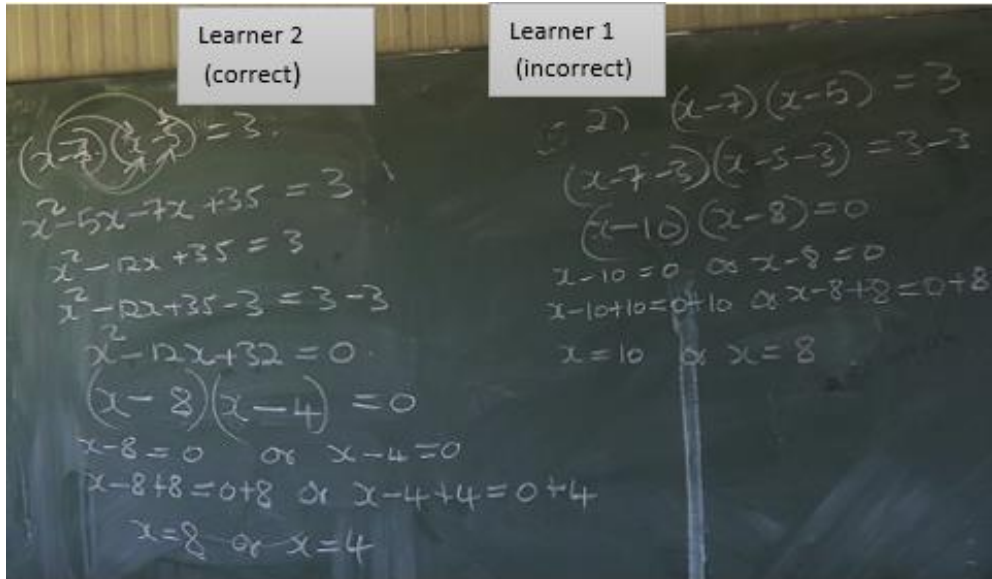 Learner 2
(correct)
(x-7)(x-5) = 3.
x²-5x-7x+35 = 3
x²-12x+35 = 3
x²-12x+35-3 = 3-3
x²-12x+32 = 0.
(x-8)(x-4) = 0
x-8=0 or x-4=0
x-8+8=0+8 or x-4+4=0+4
x=8 or x=4
Learner 1
(incorrect)
2) (x-7)(x-5) = 3
(x-7-3)(x-5-3) = 3-3
(x-10)(x-8)=0
x-10=0 or x-8=0
x-10+10=0+10 or x-8+8=0+8
x=10 or x=8